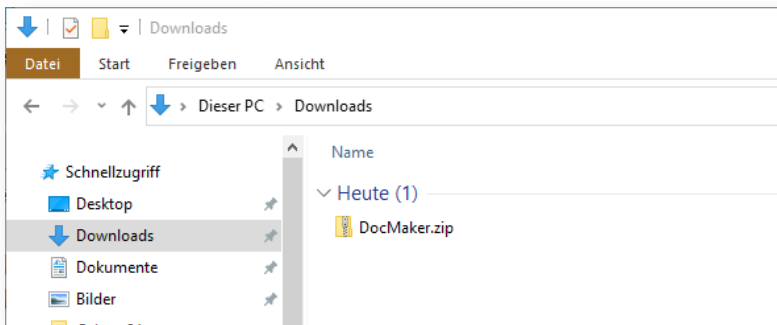 Downloads
Datei Start Freigeben Ansicht
Dieser PC Downloads
Name
Schnellzugriff
Heute (1)
Desktop
DocMaker.zip
Downloads
Dokumente
Bilder